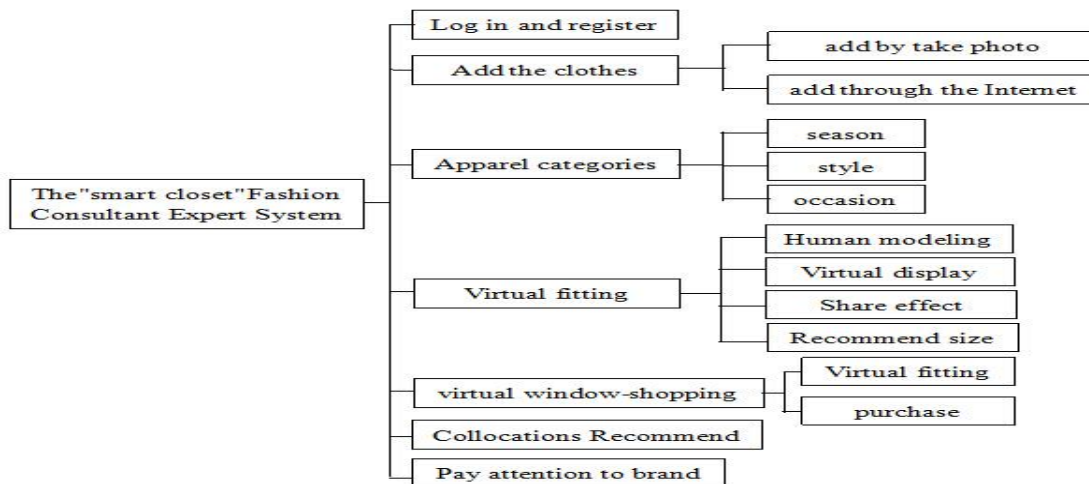 The"smart closet"Fashion
Consultant Expert System
Log in and register
Add the clothes
add by take photo
add through the Internet
Apparel categories
season
style
occasion
Virtual fitting
Human modeling
Virtual display
Share effect
Recommend size
virtual window-shopping
Virtual fitting
purchase
Collocations Recommend
Pay attention to brand